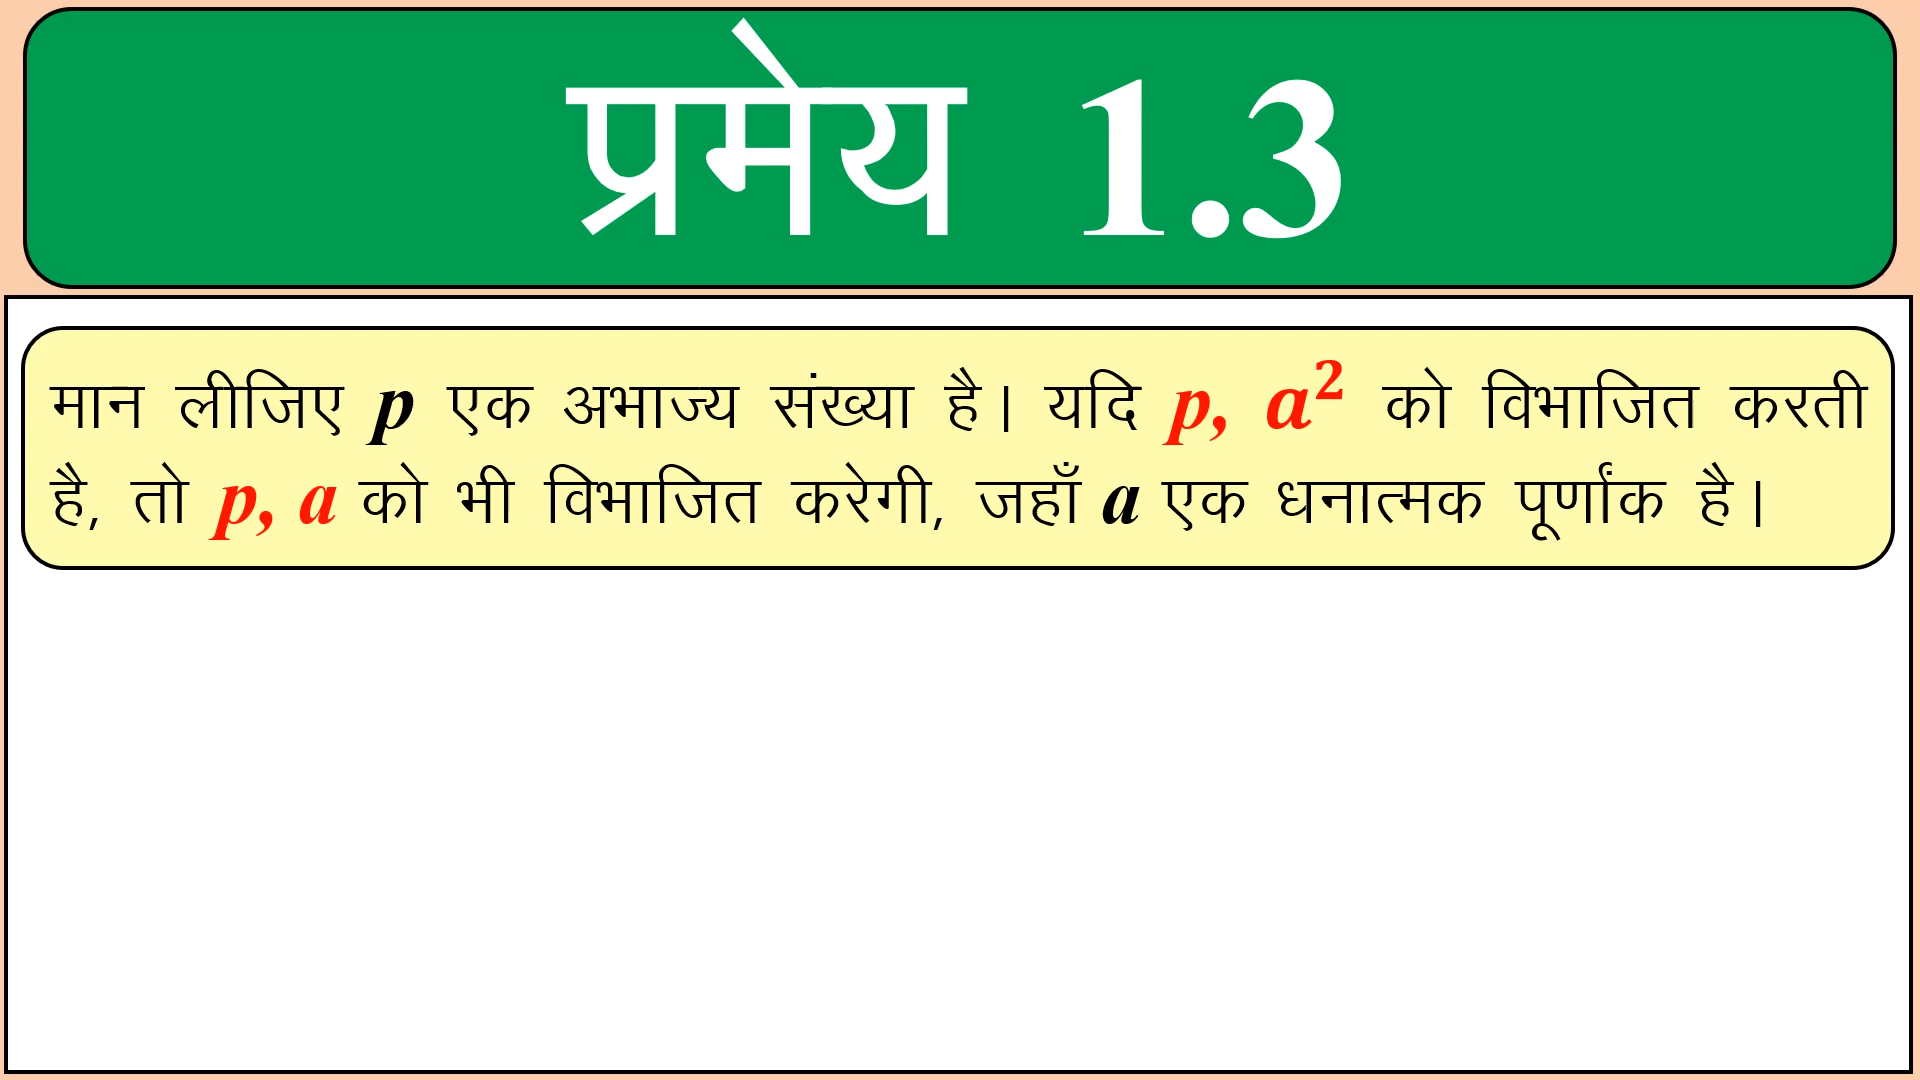 प्रमेय 1.3
मान लीजिए p एक अभाज्य संख्या है। यदि p, a² को विभाजित करती
है, तो p, a को भी विभाजित करेगी, जहाँ a एक धनात्मक पूर्णांक है।